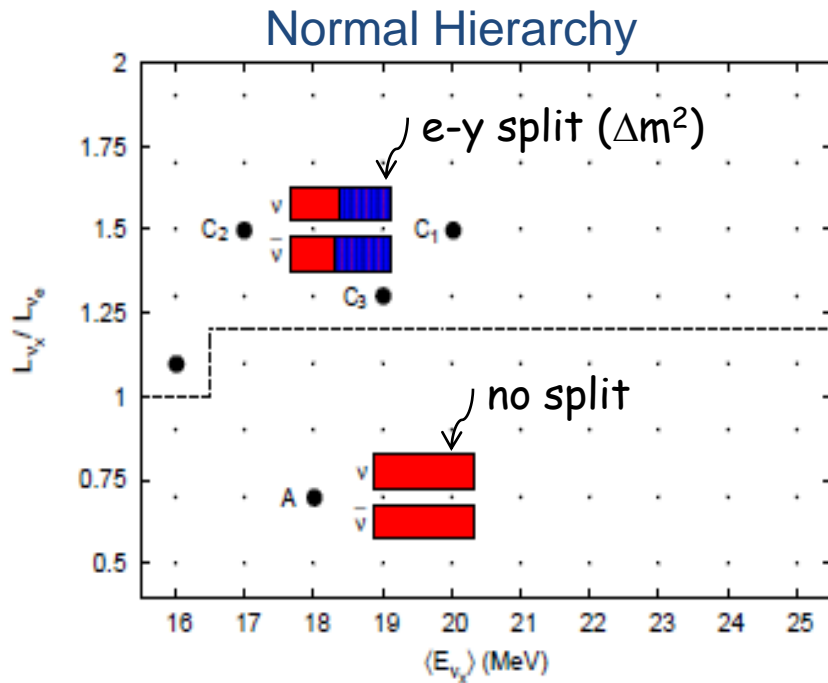 Normal Hierarchy
2
e-y split (Δm²)
1.75
ν
C₂
C₁
1.5
ν̄
C₃
1.25
L_νx / L_νe
1
no split
ν
0.75
A
ν̄
0.5
16 17 18 19 20 21 22 23 24 25
⟨E_νx⟩ (MeV)